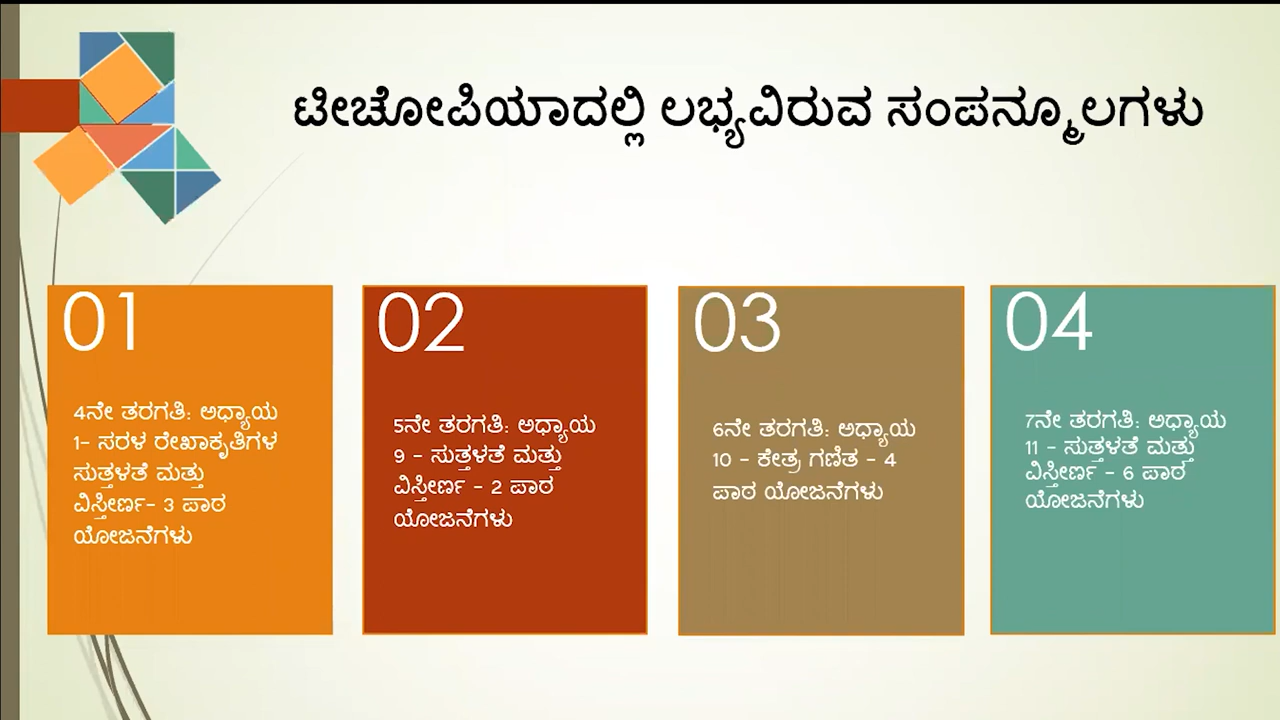 ಟೀಚೋಪಿಯಾದಲ್ಲಿ ಲಭ್ಯವಿರುವ ಸಂಪನ್ಮೂಲಗಳು
01
4ನೇ ತರಗತಿ: ಅಧ್ಯಾಯ
1- ಸರಳ ರೇಖಾಕೃತಿಗಳ
ಸುತ್ತಳತೆ ಮತ್ತು
ವಿಸ್ತೀರ್ಣ- 3 ಪಾಠ
ಯೋಜನೆಗಳು
02
5ನೇ ತರಗತಿ: ಅಧ್ಯಾಯ
9 - ಸುತ್ತಳತೆ ಮತ್ತು
ವಿಸ್ತೀರ್ಣ - 2 ಪಾಠ
ಯೋಜನೆಗಳು
03
6ನೇ ತರಗತಿ: ಅಧ್ಯಾಯ
10 - ಕೇತ್ರ ಗಣಿತ - 4
ಪಾಠ ಯೋಜನೆಗಳು
04
7ನೇ ತರಗತಿ: ಅಧ್ಯಾಯ
11 - ಸುತ್ತಳತೆ ಮತ್ತು
ವಿಸ್ತೀರ್ಣ - 6 ಪಾಠ
ಯೋಜನೆಗಳು